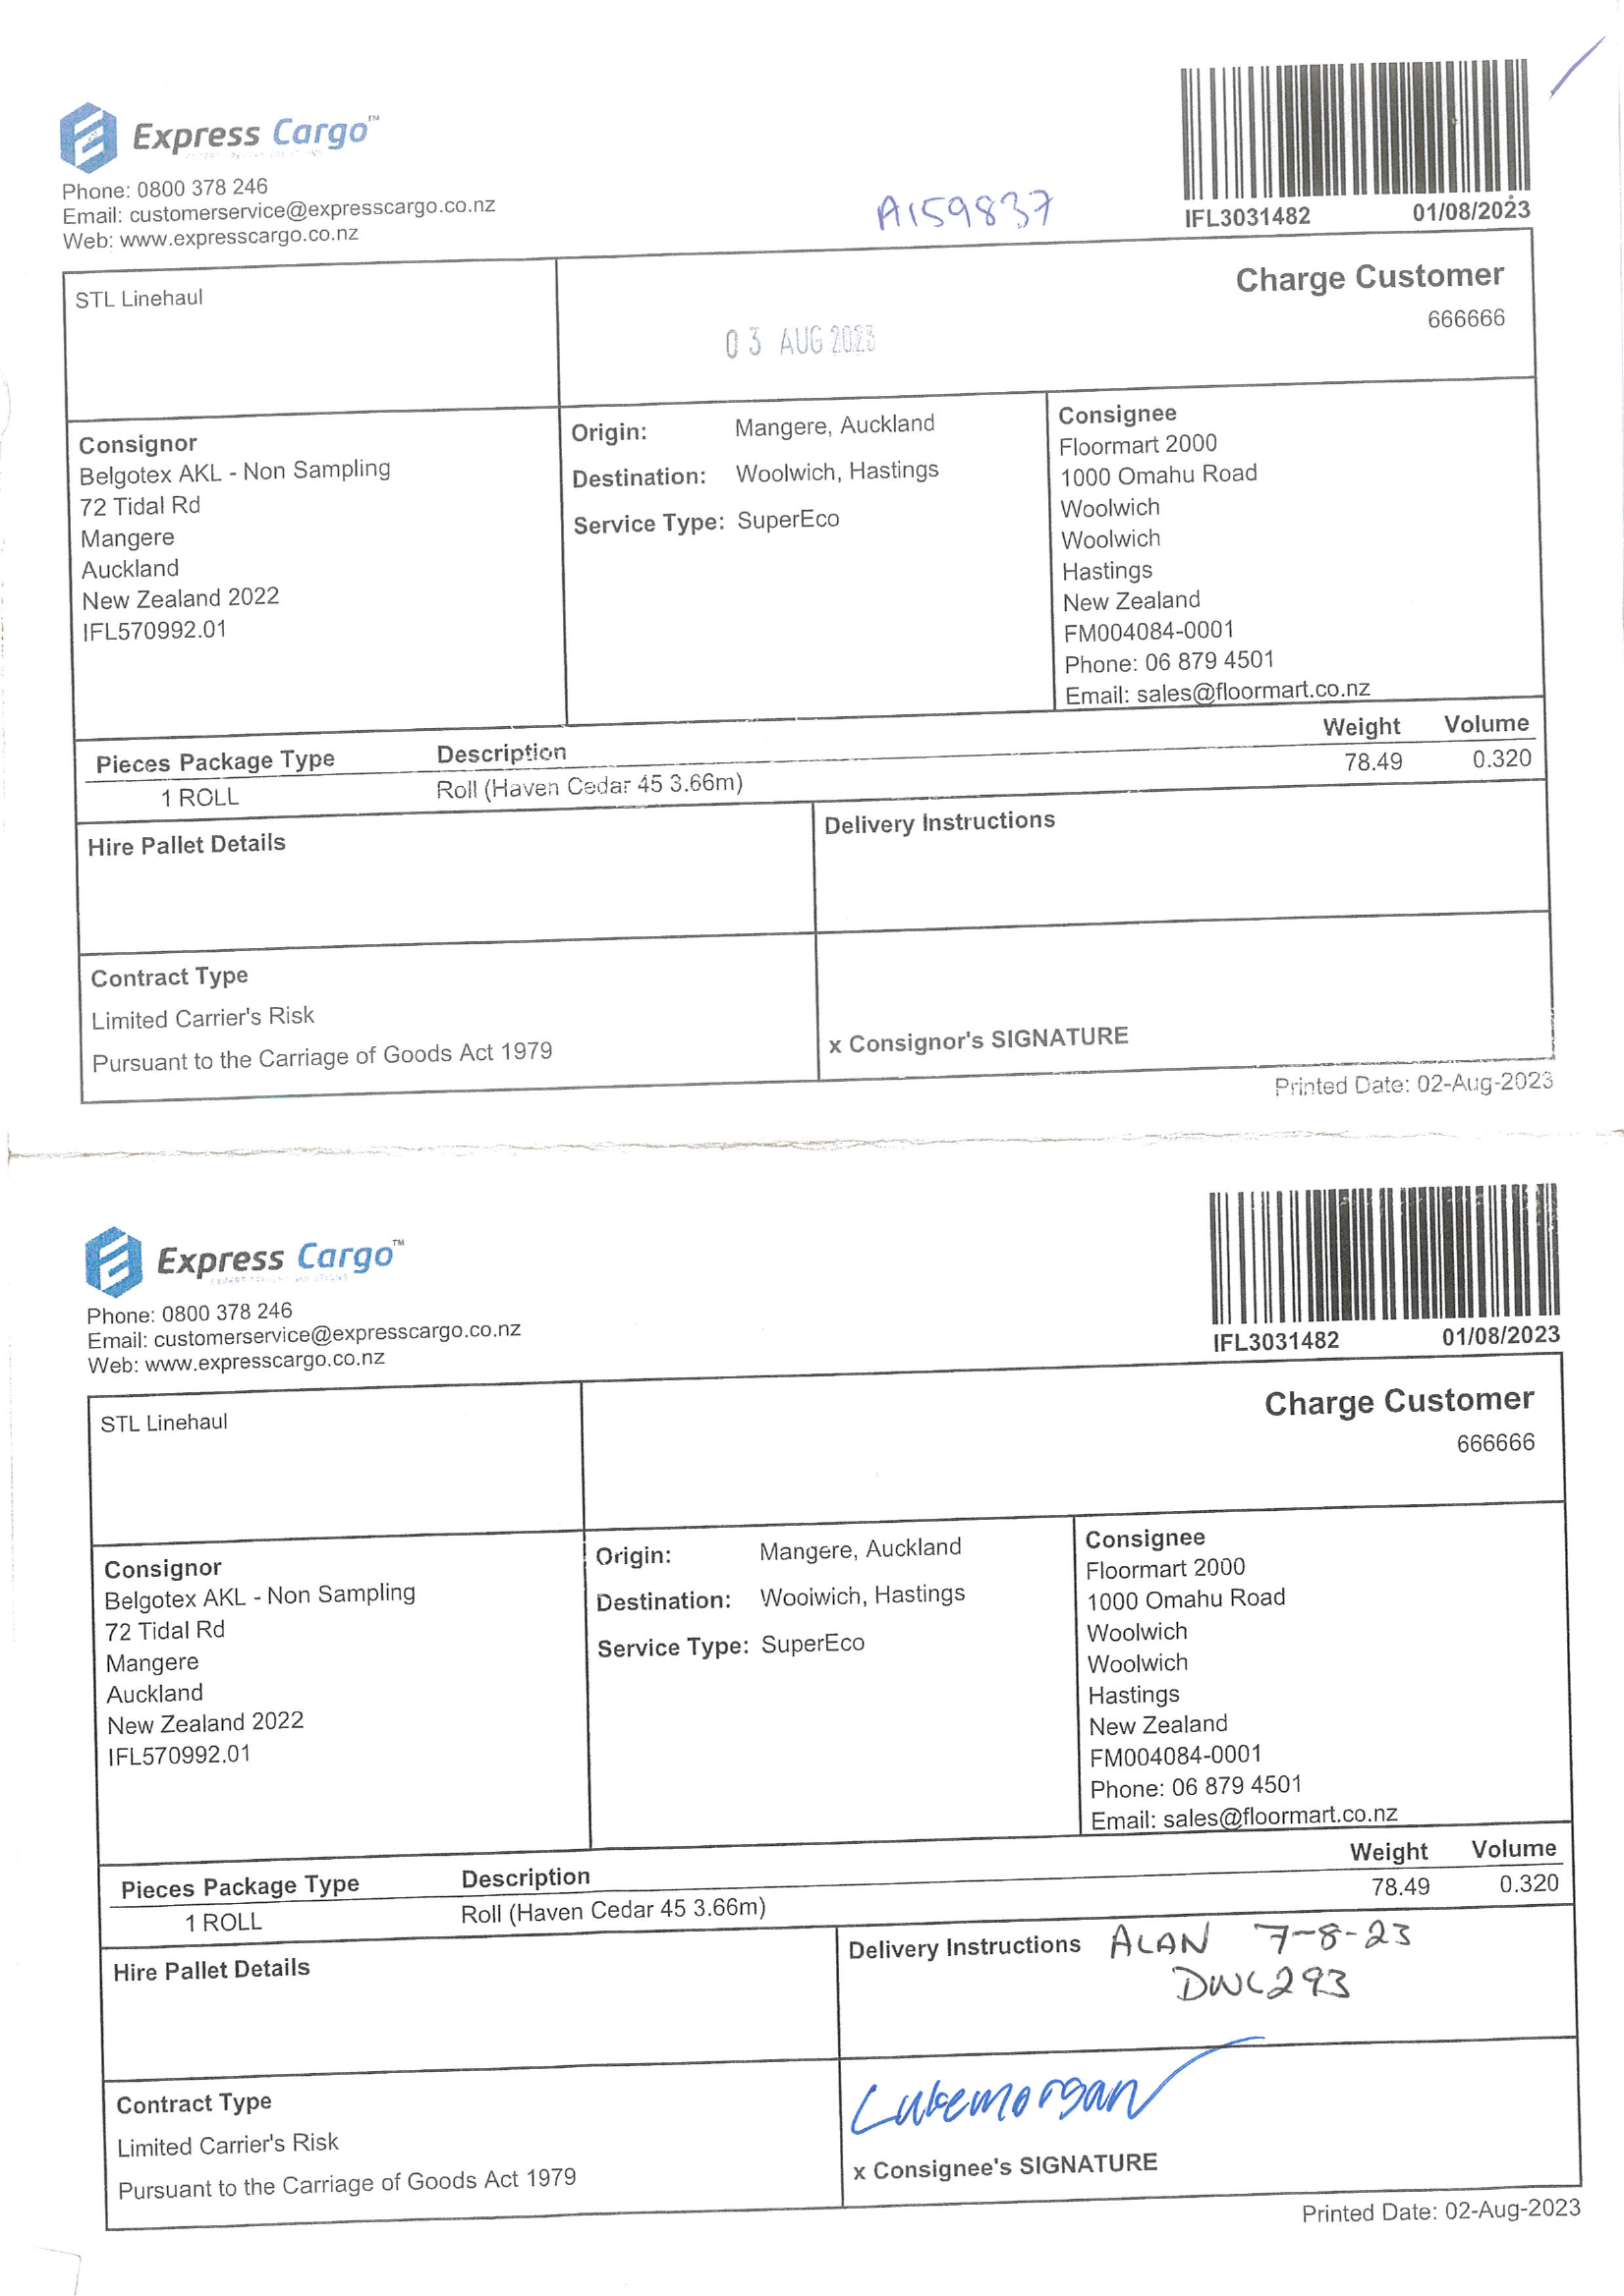 Express Cargo™
Phone: 0800 378 246
Email: customerservice@expresscargo.co.nz
Web: www.expresscargo.co.nz
A159837
IFL3031482 01/08/2023
STL Linehaul
03 AUG 2023
Charge Customer
666666
Consignor
Belgotex AKL - Non Sampling
72 Tidal Rd
Mangere
Auckland
New Zealand 2022
IFL570992.01
Origin: Mangere, Auckland
Destination: Woolwich, Hastings
Service Type: SuperEco
Consignee
Floormart 2000
1000 Omahu Road
Woolwich
Woolwich
Hastings
New Zealand
FM004084-0001
Phone: 06 879 4501
Email: sales@floormart.co.nz
Pieces Package Type Description Weight Volume
1 ROLL Roll (Haven Cedar 45 3.66m) 78.49 0.320
Hire Pallet Details
Delivery Instructions
Contract Type
Limited Carrier's Risk
Pursuant to the Carriage of Goods Act 1979
x Consignor's SIGNATURE
Printed Date: 02-Aug-2023
Express Cargo™
Phone: 0800 378 246
Email: customerservice@expresscargo.co.nz
Web: www.expresscargo.co.nz
IFL3031482 01/08/2023
STL Linehaul
Charge Customer
666666
Consignor
Belgotex AKL - Non Sampling
72 Tidal Rd
Mangere
Auckland
New Zealand 2022
IFL570992.01
Origin: Mangere, Auckland
Destination: Woolwich, Hastings
Service Type: SuperEco
Consignee
Floormart 2000
1000 Omahu Road
Woolwich
Woolwich
Hastings
New Zealand
FM004084-0001
Phone: 06 879 4501
Email: sales@floormart.co.nz
Pieces Package Type Description Weight Volume
1 ROLL Roll (Haven Cedar 45 3.66m) 78.49 0.320
Hire Pallet Details
Delivery Instructions ALAN 7-8-23
DWC293
Contract Type
Limited Carrier's Risk
Pursuant to the Carriage of Goods Act 1979
Lukemorgan
x Consignee's SIGNATURE
Printed Date: 02-Aug-2023